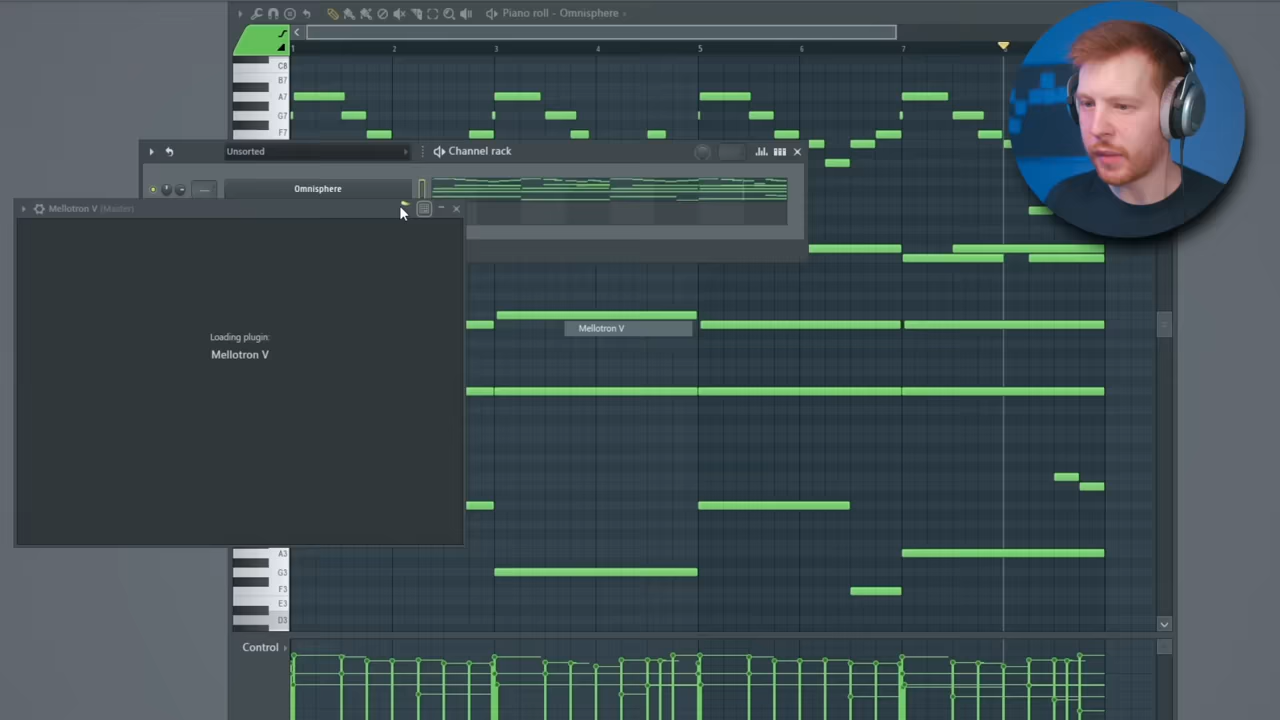 Piano roll - Omnisphere
1 2 3 4 5 6 7
C8
B7
A7
G7
F7
Unsorted
Channel rack
Omnisphere
Mellotron V (Master)
Loading plugin:
Mellotron V
Mellotron V
A3
G3
F3
E3
D3
Control